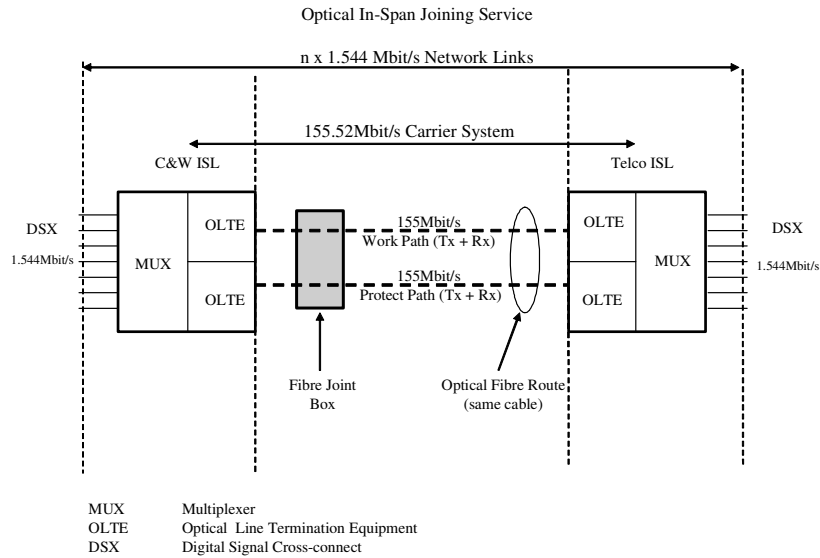 Optical In-Span Joining Service
n x 1.544 Mbit/s Network Links
155.52Mbit/s Carrier System
C&W ISL
Telco ISL
DSX
1.544Mbit/s
MUX
OLTE
OLTE
155Mbit/s
Work Path (Tx + Rx)
155Mbit/s
Protect Path (Tx + Rx)
OLTE
OLTE
MUX
DSX
1.544Mbit/s
Fibre Joint
Box
Optical Fibre Route
(same cable)
MUX Multiplexer
OLTE Optical Line Termination Equipment
DSX Digital Signal Cross-connect